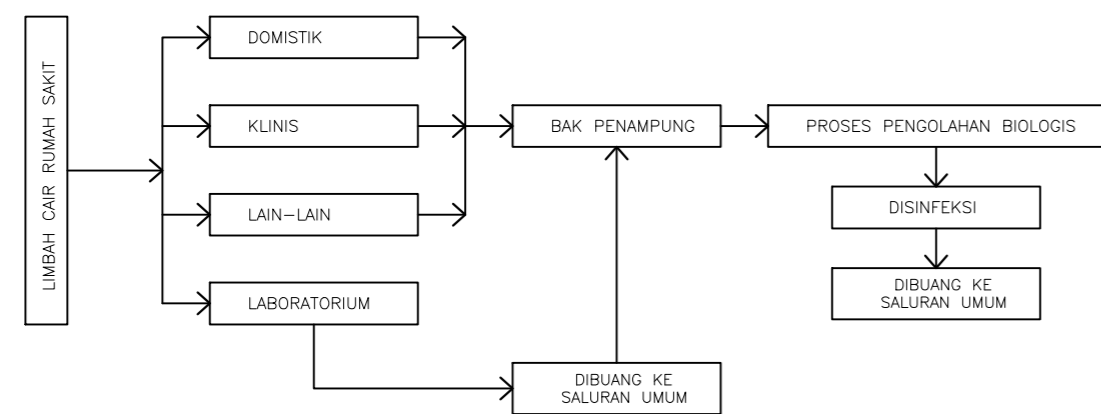 LIMBAH CAIR RUMAH SAKIT
DOMISTIK
KLINIS
LAIN-LAIN
LABORATORIUM
BAK PENAMPUNG
DIBUANG KE
SALURAN UMUM
PROSES PENGOLAHAN BIOLOGIS
DISINFEKSI
DIBUANG KE
SALURAN UMUM